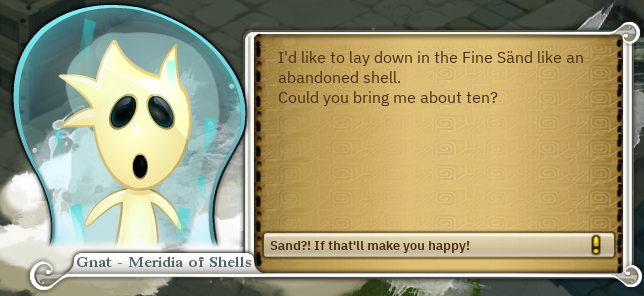 I'd like to lay down in the Fine Sänd like an
abandoned shell.
Could you bring me about ten?
Sand?! If that'll make you happy!
Gnat - Meridia of Shells